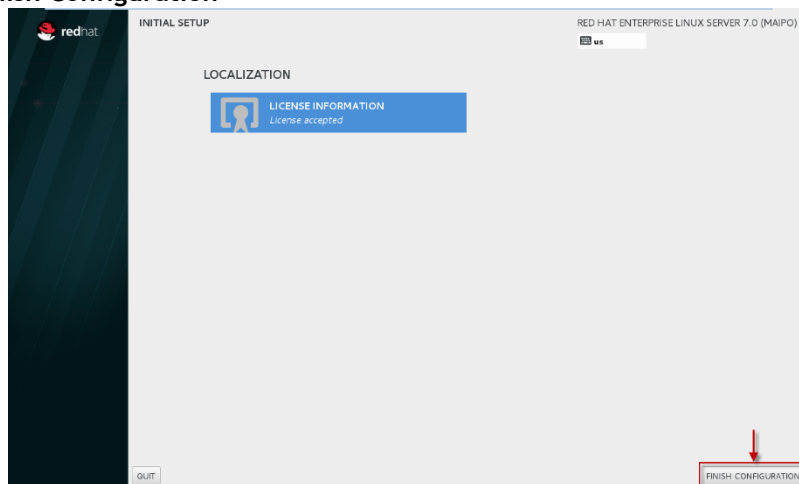 INITIAL SETUP
RED HAT ENTERPRISE LINUX SERVER 7.0 (MAIPO)
redhat
us
LOCALIZATION
LICENSE INFORMATION
License accepted
QUIT
FINISH CONFIGURATION